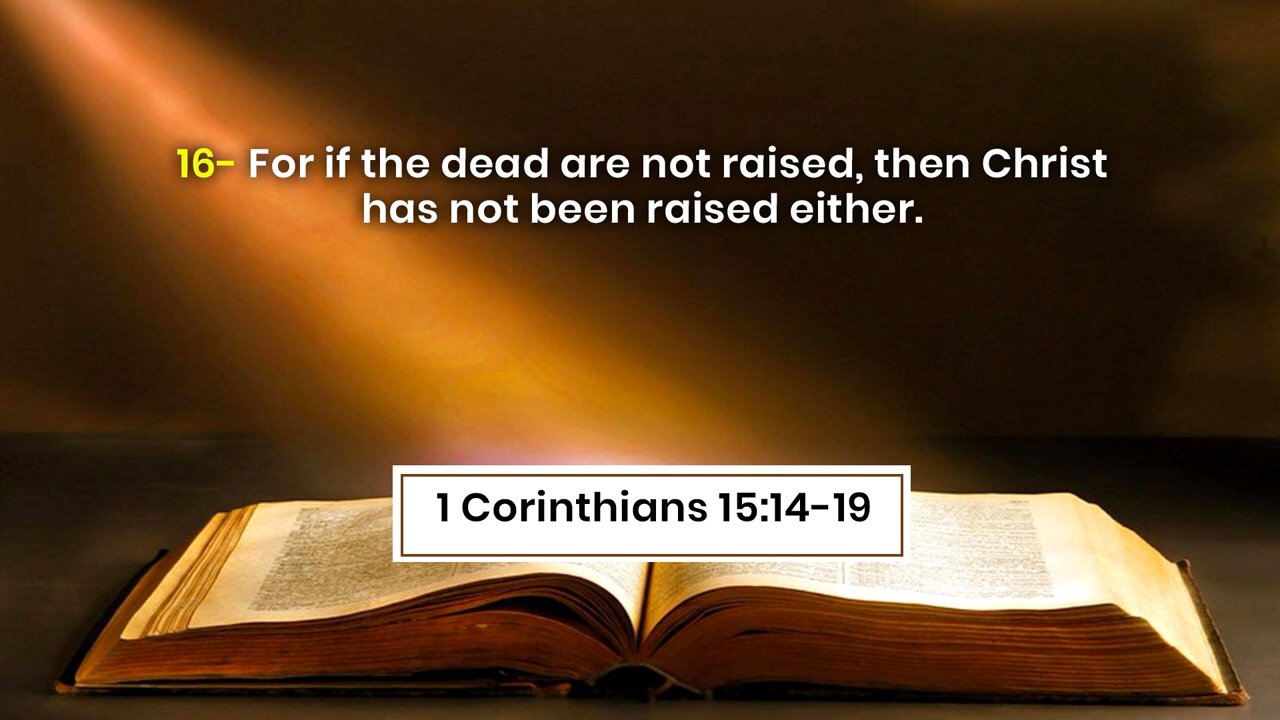 16- For if the dead are not raised, then Christ
has not been raised either.
1 Corinthians 15:14-19